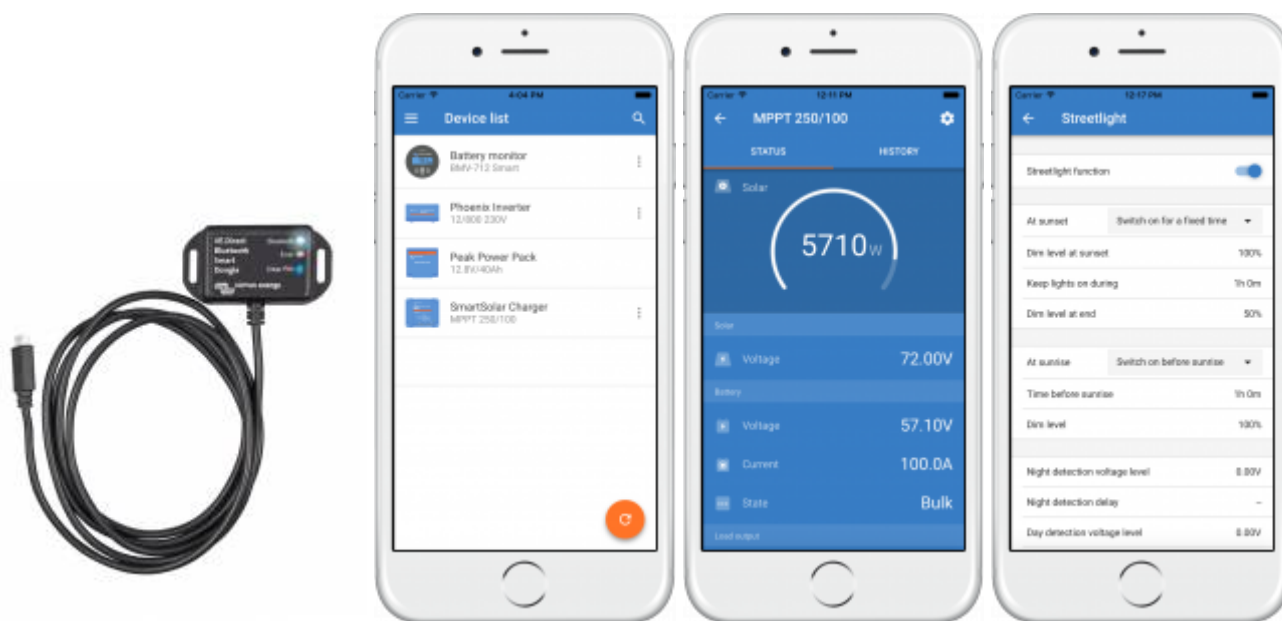 VE.Direct
Bluetooth
Smart
Dongle
victron energy
Carrier
4:04 PM
Device list
Battery monitor
BMV-712 Smart
Phoenix Inverter
12/800 230V
Peak Power Pack
12.8V/40Ah
SmartSolar Charger
MPPT 250/100
Carrier
12:11 PM
MPPT 250/100
STATUS HISTORY
Solar
5710W
Solar
Voltage 72.00V
Battery
Voltage 57.10V
Current 100.0A
State Bulk
Load output
Carrier
12:17 PM
Streetlight
Streetlight function
At sunset Switch on for a fixed time
Dim level at sunset 100%
Keep lights on during 1h 0m
Dim level at end 50%
At sunrise Switch on before sunrise
Time before sunrise 1h 0m
Dim level 100%
Night detection voltage level 0.00V
Night detection delay –
Day detection voltage level 0.00V